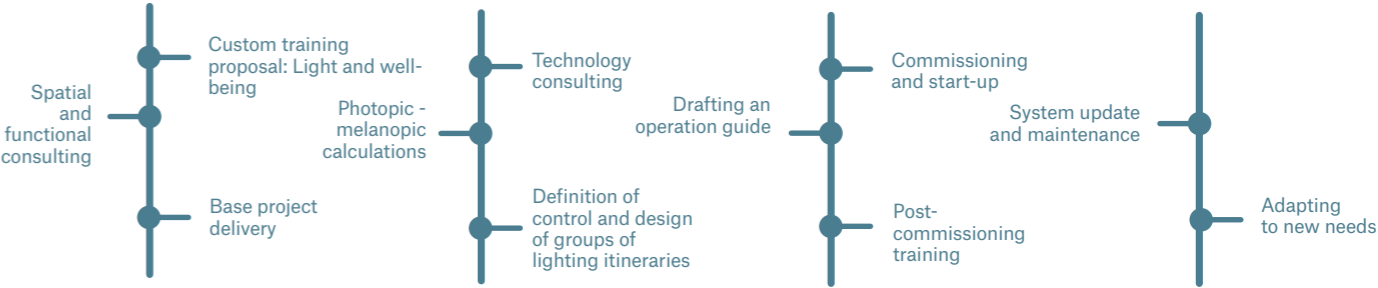 Custom training
proposal: Light and well-
being
Spatial
and
functional
consulting
Base project
delivery
Technology
consulting
Photopic -
melanopic
calculations
Definition of
control and design
of groups of
lighting itineraries
Commissioning
and start-up
Drafting an
operation guide
Post-
commissioning
training
System update
and maintenance
Adapting
to new needs